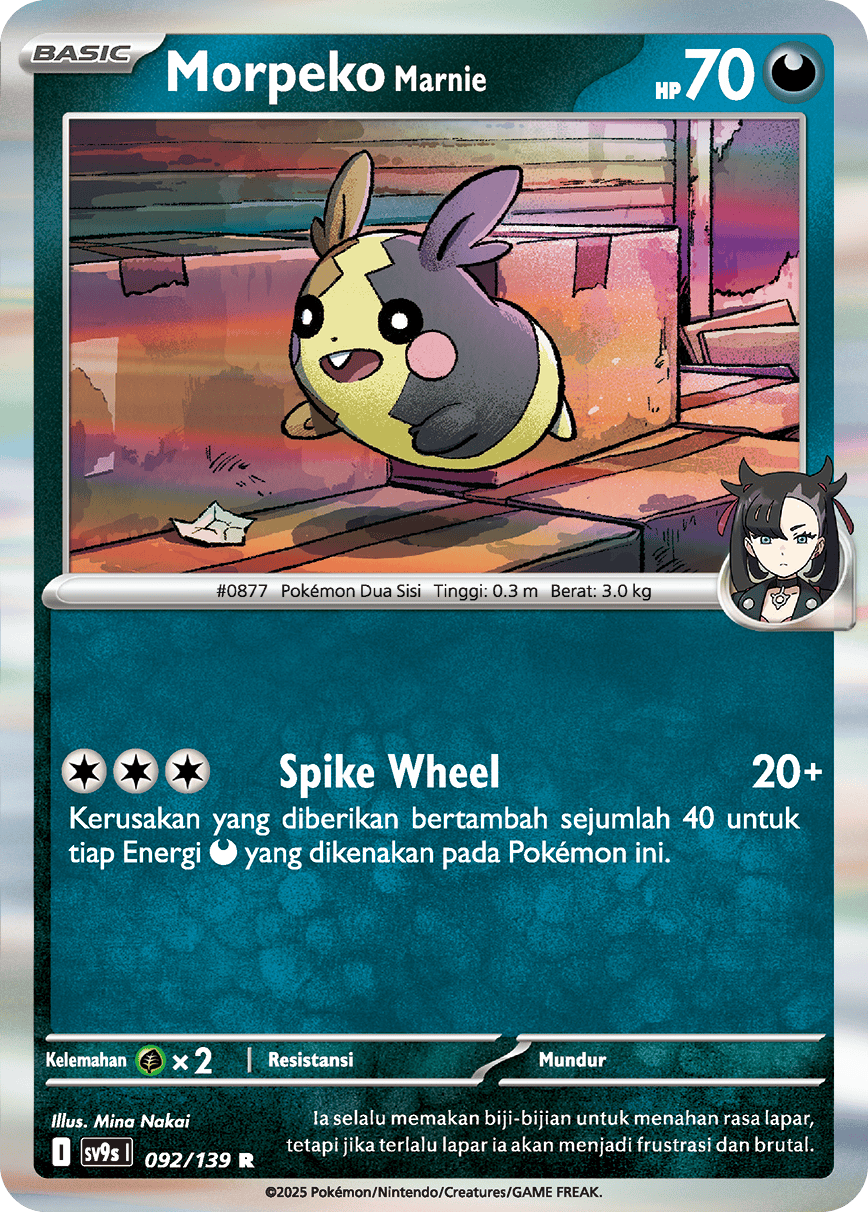 BASIC
Morpeko Marnie
HP 70
#0877 Pokémon Dua Sisi Tinggi: 0.3 m Berat: 3.0 kg
Spike Wheel 20+
Kerusakan yang diberikan bertambah sejumlah 40 untuk
tiap Energi yang dikenakan pada Pokémon ini.
Kelemahan ×2 | Resistansi Mundur
Illus. Mina Nakai
Ia selalu memakan biji-bijian untuk menahan rasa lapar,
tetapi jika terlalu lapar ia akan menjadi frustrasi dan brutal.
I sv9s I 092/139 R
©2025 Pokémon/Nintendo/Creatures/GAME FREAK.